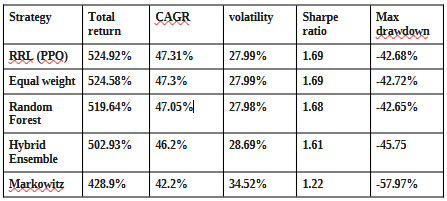 Strategy Total return CAGR volatility Sharpe ratio Max drawdown
RRL (PPO) 524.92% 47.31% 27.99% 1.69 -42.68%
Equal weight 524.58% 47.3% 27.99% 1.69 -42.72%
Random Forest 519.64% 47.05% 27.98% 1.68 -42.65%
Hybrid Ensemble 502.93% 46.2% 28.69% 1.61 -45.75
Markowitz 428.9% 42.2% 34.52% 1.22 -57.97%